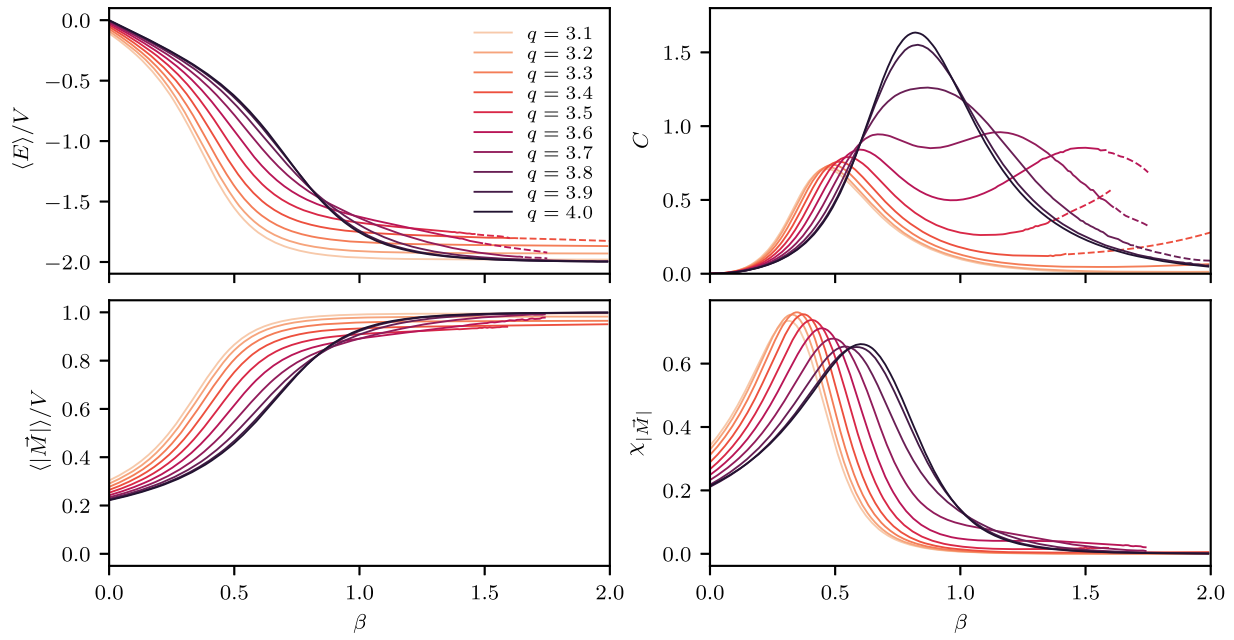 0.0
−0.5
−1.0
−1.5
−2.0
⟨E⟩/V
q = 3.1
q = 3.2
q = 3.3
q = 3.4
q = 3.5
q = 3.6
q = 3.7
q = 3.8
q = 3.9
q = 4.0
1.5
1.0
0.5
0.0
C
1.0
0.8
0.6
0.4
0.2
0.0
⟨|M⃗|⟩/V
0.0 0.5 1.0 1.5 2.0
β
0.6
0.4
0.2
0.0
χ|M⃗|
0.0 0.5 1.0 1.5 2.0
β